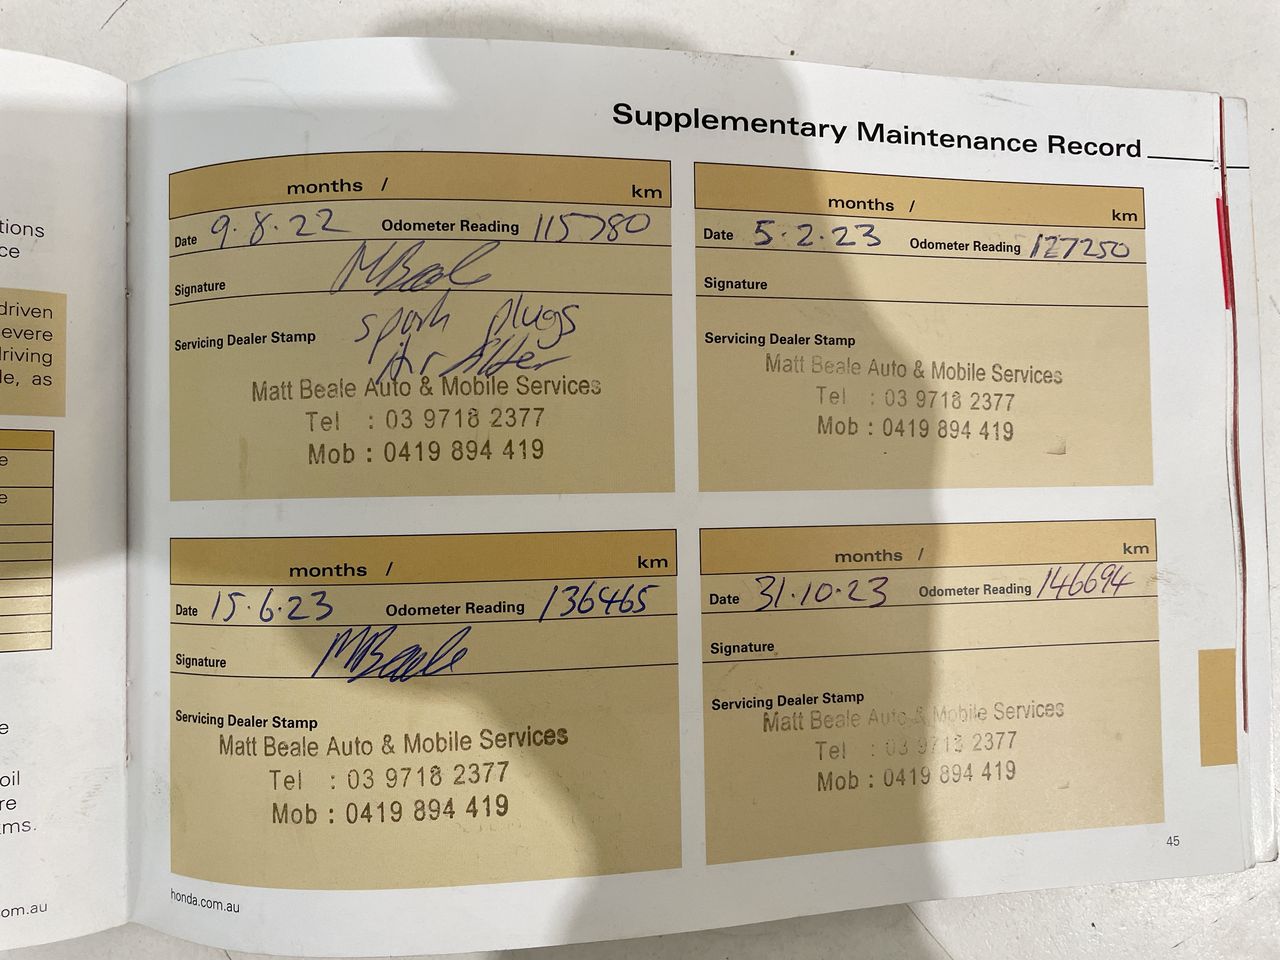 tions
ce
driven
evere
driving
le, as
e
e
e
oil
re
kms.
om.au
Supplementary Maintenance Record
months / km
Date 9.8.22 Odometer Reading 115780
Signature MBeale
spark plugs
Servicing Dealer Stamp
Air filter
Matt Beale Auto & Mobile Services
Tel : 03 9718 2377
Mob : 0419 894 419
months / km
Date 5.2.23 Odometer Reading 127250
Signature
Servicing Dealer Stamp
Matt Beale Auto & Mobile Services
Tel : 03 9718 2377
Mob : 0419 894 419
months / km
Date 15.6.23 Odometer Reading 136465
Signature MBeale
Servicing Dealer Stamp
Matt Beale Auto & Mobile Services
Tel : 03 9718 2377
Mob : 0419 894 419
months / km
Date 31.10.23 Odometer Reading 146694
Signature
Servicing Dealer Stamp
Matt Beale Auto & Mobile Services
Tel : 03 9718 2377
Mob : 0419 894 419
45
honda.com.au